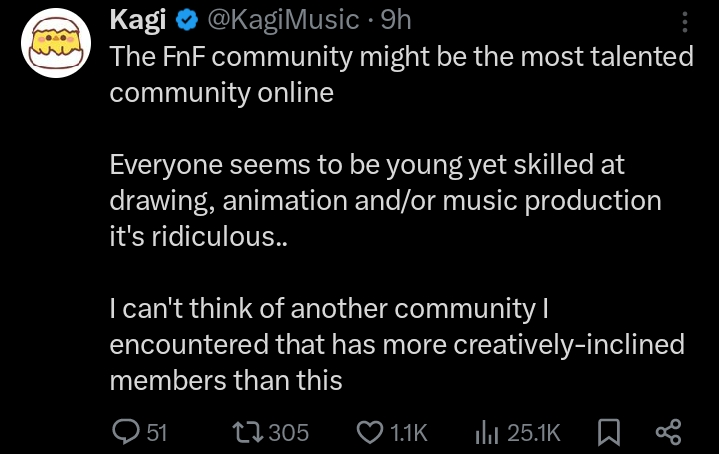 Kagi @KagiMusic · 9h
The FnF community might be the most talented
community online
Everyone seems to be young yet skilled at
drawing, animation and/or music production
it's ridiculous..
I can't think of another community I
encountered that has more creatively-inclined
members than this
51 305 1.1K 25.1K